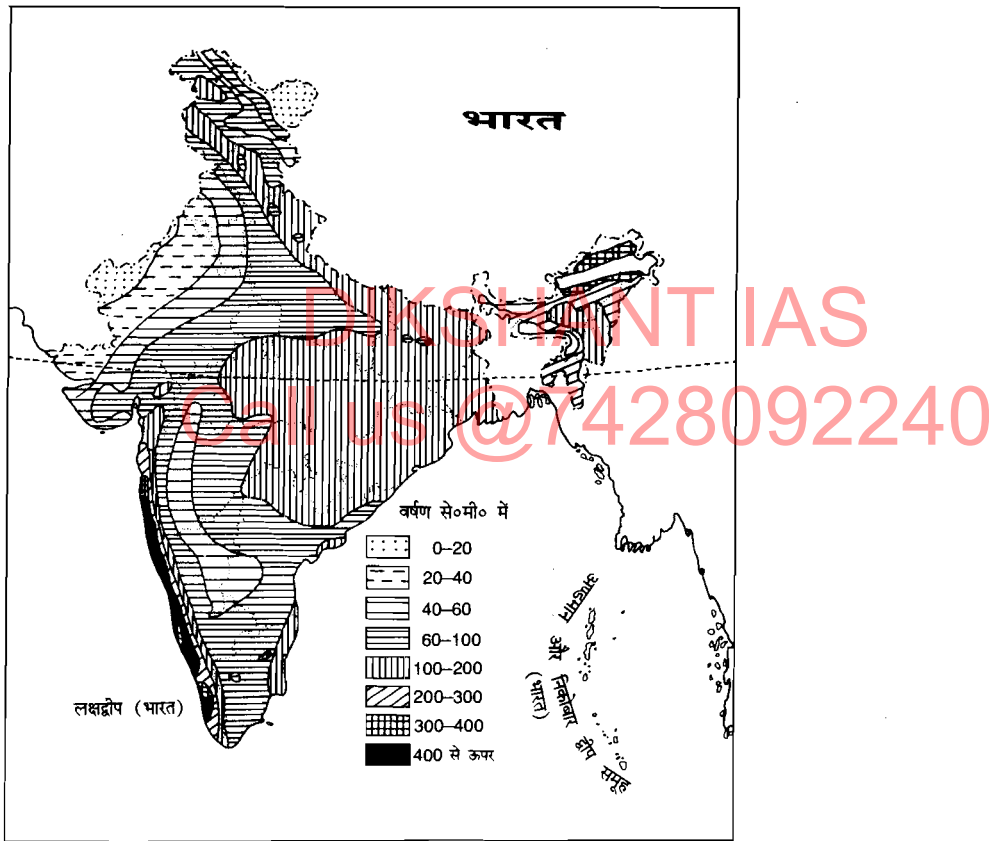 भारत
DIKSHANT IAS
Call us @7428092240
वर्षण से०मी० में
0–20
20–40
40–60
60–100
100–200
200–300
300–400
400 से ऊपर
लक्षद्वीप (भारत)
अण्डमान और निकोबार द्वीप समूह
(भारत)